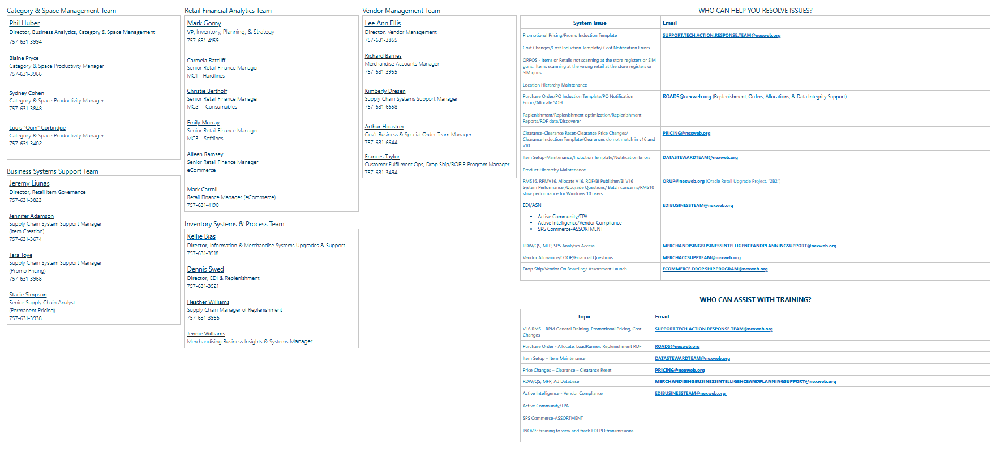 Category & Space Management Team
Phil Huber
Director, Business Analytics, Category & Space Management
757-631-3994
Blaine Pryce
Category & Space Productivity Manager
757-631-3966
Sydney Cohen
Category & Space Productivity Manager
757-631-3848
Louis "Quin" Corbridge
Category & Space Productivity Manager
757-631-3402
Business Systems Support Team
Jeremy Liunas
Director, Retail Item Governance
757-631-3823
Jennifer Adamson
Supply Chain System Support Manager
(Item Creation)
757-631-3674
Tara Toye
Supply Chain System Support Manager
(Promo Pricing)
757-631-3968
Stacie Simpson
Senior Supply Chain Analyst
(Permanent Pricing)
757-631-3938
Retail Financial Analytics Team
Mark Gorny
VP, Inventory, Planning, & Strategy
757-631-4159
Carmela Ratcliff
Senior Retail Finance Manager
MG1 - Hardlines
Christie Bertholf
Senior Retail Finance Manager
MG2 - Consumables
Emily Murray
Senior Retail Finance Manager
MG3 - Softlines
Aileen Ramsey
Senior Retail Finance Manager
eCommerce
Mark Carroll
Retail Finance Manager (eCommerce)
757-631-4190
Inventory Systems & Process Team
Kellie Bias
Director, Information & Merchandise Systems Upgrades & Support
757-631-3518
Dennis Swed
Director, EDI & Replenishment
757-631-3521
Heather Williams
Supply Chain Manager of Replenishment
757-631-3956
Jennie Williams
Merchandising Business Insights & Systems Manager
Vendor Management Team
Lee Ann Ellis
Director, Vendor Management
757-631-3855
Richard Barnes
Merchandise Accounts Manager
757-631-3955
Kimberly Dresen
Supply Chain Systems Support Manager
757-631-6658
Arthur Houston
Gov't Business & Special Order Team Manager
757-631-6644
Frances Taylor
Customer Fulfillment Ops, Drop Ship/BOPIP Program Manager
757-631-3494
WHO CAN HELP YOU RESOLVE ISSUES?
System Issue
Email
Promotional Pricing/Promo Induction Template
Cost Changes/Cost Induction Template/ Cost Notification Errors
ORPOS - Items or Retails not scanning at the store registers or SIM
guns. Items scanning at the wrong retail at the store registers or
SIM guns
Location Hierarchy Maintenance
SUPPORT.TECH.ACTION.RESPONSE.TEAM@nexweb.org
Purchase Order/PO Induction Template/PO Notification
Errors/Allocate SOH
Replenishment/Replenishment optimization/Replenishment
Reports/RDF data/Discoverer
ROADS@nexweb.org (Replenishment, Orders, Allocations, & Data Integrity Support)
Clearance-Clearance Reset-Clearance Price Changes/
Clearance Induction Template/Clearances do not match in v16 and
v10
PRICING@nexweb.org
Item Setup-Maintenance/Induction Template/Notification Errors
Product Hierarchy Maintenance
DATASTEWARDTEAM@nexweb.org
RMS16, RPMV16, Allocate V16, RDF/BI Publisher/BI V16
System Performance /Upgrade Questions/ Batch concerns/RMS10
slow performance for Windows 10 users
ORUP@nexweb.org (Oracle Retail Upgrade Project, "2B2")
EDI/ASN
• Active Community/TPA
• Active Intelligence/Vendor Compliance
• SPS Commerce-ASSORTMENT
EDIBUSINESSTEAM@nexweb.org
RDW/QS, MFP, SPS Analytics Access
MERCHANDISINGBUSINESSINTELLIGENCEANDPLANNINGSUPPORT@nexweb.org
Vendor Allowance/COOP/Financial Questions
MERCHACCSUPPTEAM@nexweb.org
Drop Ship/Vendor On Boarding/ Assortment Launch
ECOMMERCE.DROP.SHIP.PROGRAM@nexweb.org
WHO CAN ASSIST WITH TRAINING?
Topic
Email
V16 RMS – RPM General Training, Promotional Pricing, Cost
Changes
SUPPORT.TECH.ACTION.RESPONSE.TEAM@nexweb.org
Purchase Order - Allocate, LoadRunner, Replenishment RDF
ROADS@nexweb.org
Item Setup – Item Maintenance
DATASTEWARDTEAM@nexweb.org
Price Changes – Clearance – Clearance Reset
PRICING@nexweb.org
RDW/QS, MFP, Ad Database
MERCHANDISINGBUSINESSINTELLIGENCEANDPLANNINGSUPPORT@nexweb.org
Active Intelligence - Vendor Compliance
Active Community/TPA
SPS Commerce-ASSORTMENT
INOVIS: training to view and track EDI PO transmissions
EDIBUSINESSTEAM@nexweb.org